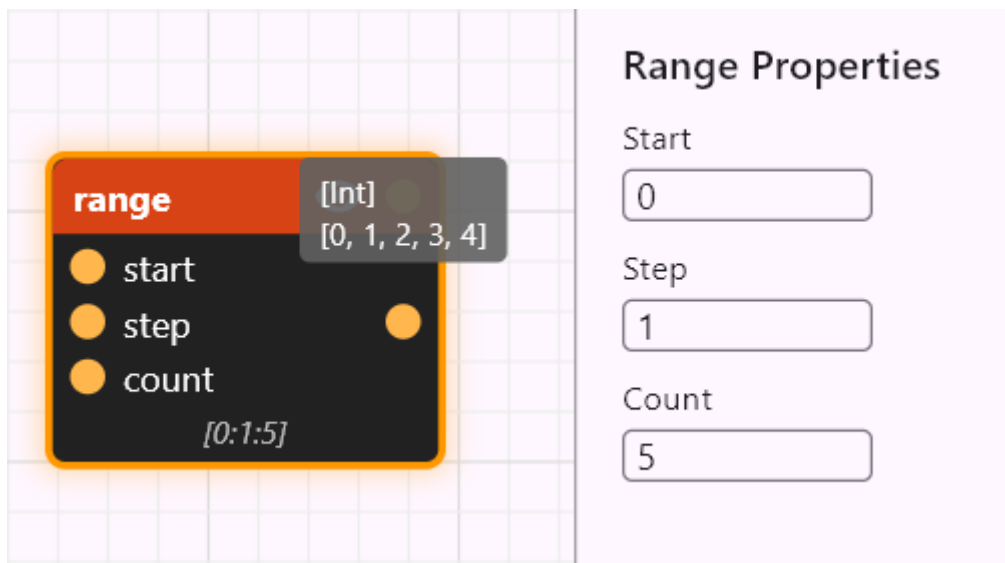 range
[Int]
[0, 1, 2, 3, 4]
start
step
count
[0:1:5]
Range Properties
Start
0
Step
1
Count
5